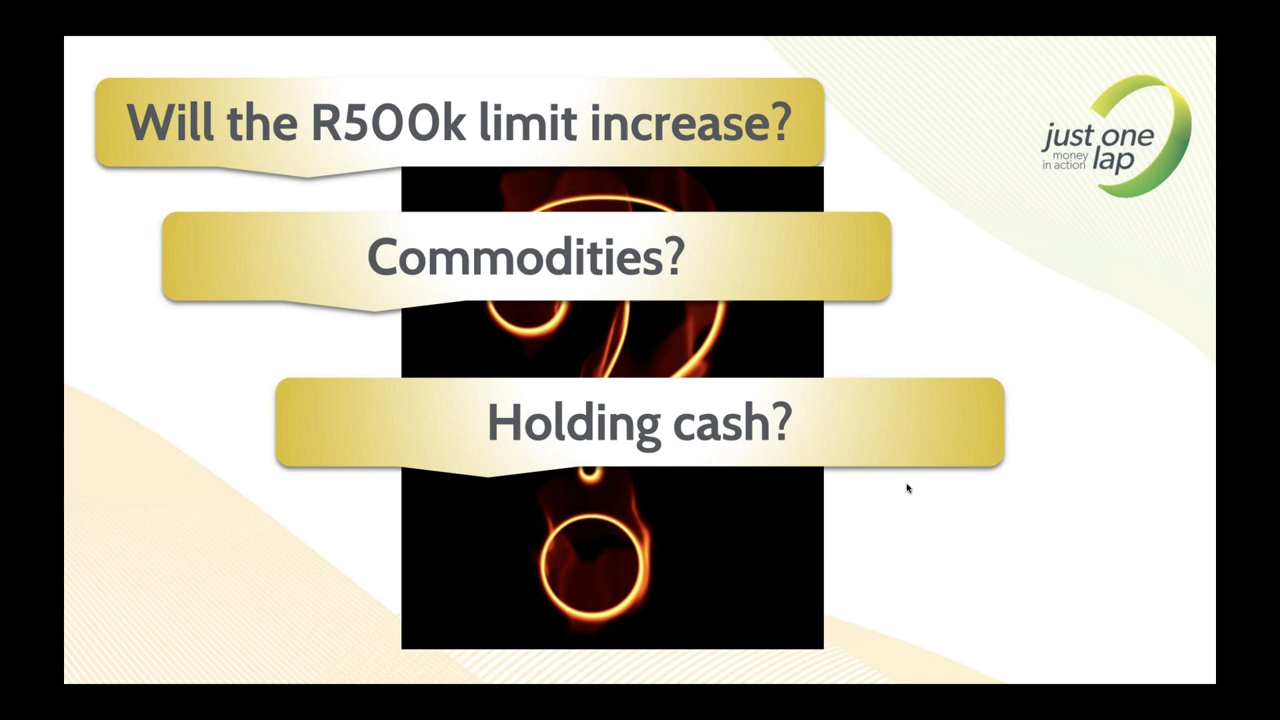 Will the R500k limit increase?
just one
money
in action lap
Commodities?
Holding cash?